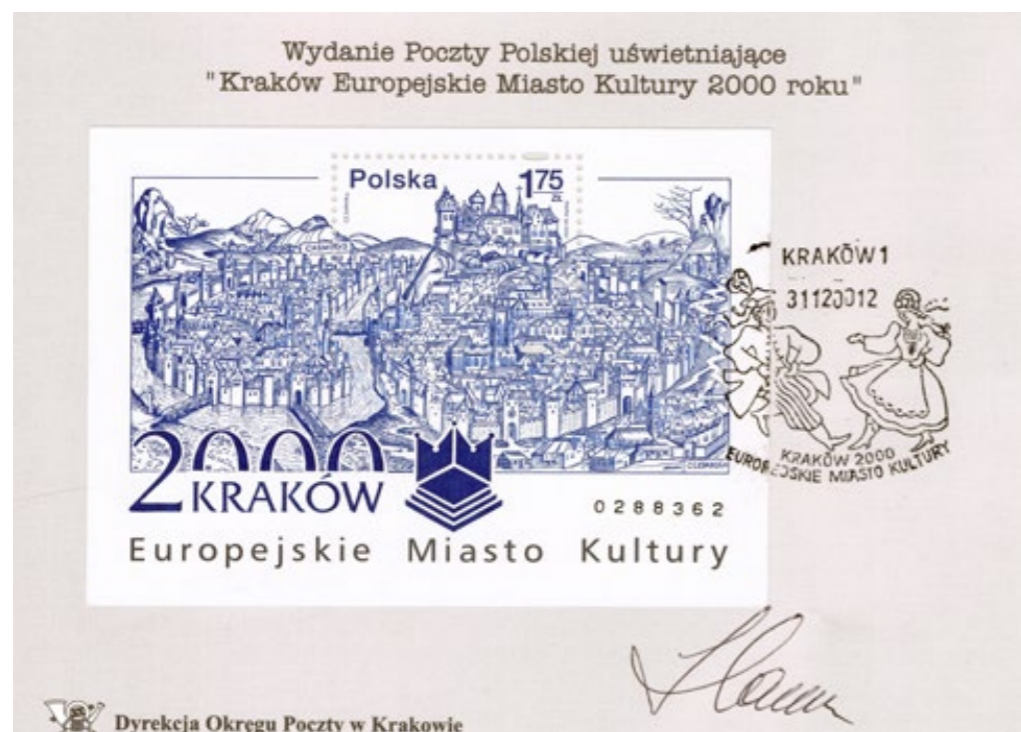 Wydanie Poczty Polskiej uświetniające
"Kraków Europejskie Miasto Kultury 2000 roku"
Polska 1 75
ZŁ
KRAKÓW 1
31122012
2000
KRAKÓW
0288362
Europejskie Miasto Kultury
KRAKÓW 2000
EUROPEJSKIE MIASTO KULTURY
Dyrekcja Okręgu Poczty w Krakowie